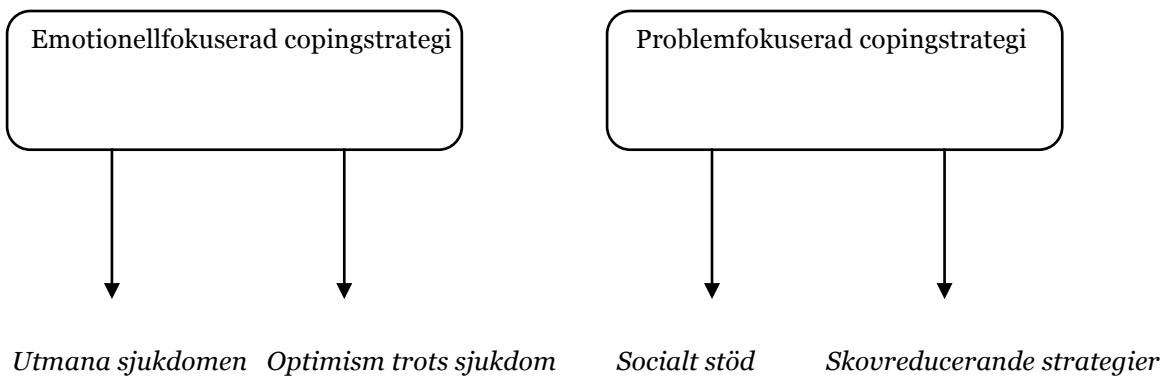 Emotionellfokuserad copingstrategi
Problemfokuserad copingstrategi
Utmana sjukdomen
Optimism trots sjukdom
Socialt stöd
Skovreducerande strategier